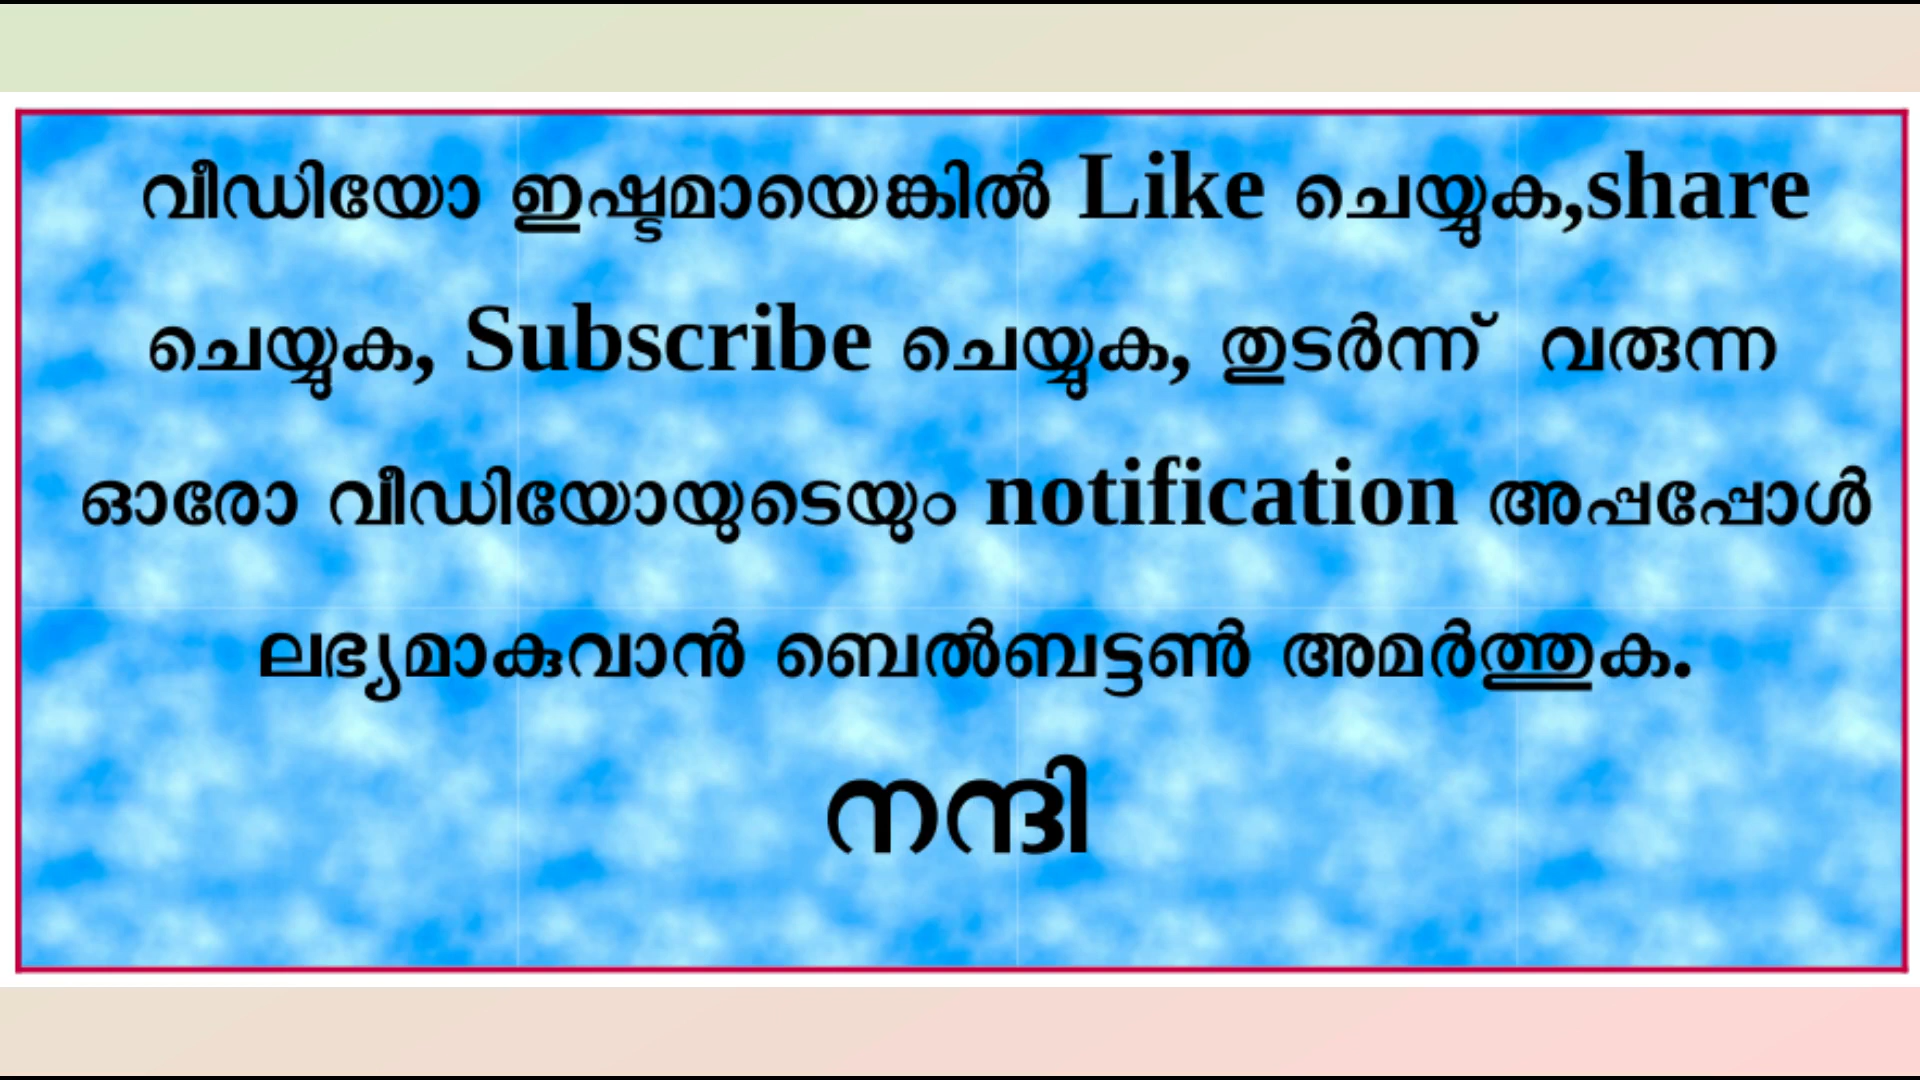 വീഡിയോ ഇഷ്ടമായെങ്കിൽ Like ചെയ്യുക,share
ചെയ്യുക, Subscribe ചെയ്യുക, തുടർന്ന് വരുന്ന
ഓരോ വീഡിയോയുടെയും notification അപ്പപ്പോൾ
ലഭ്യമാകുവാൻ ബെൽബട്ടൺ അമർത്തുക.
നന്ദി